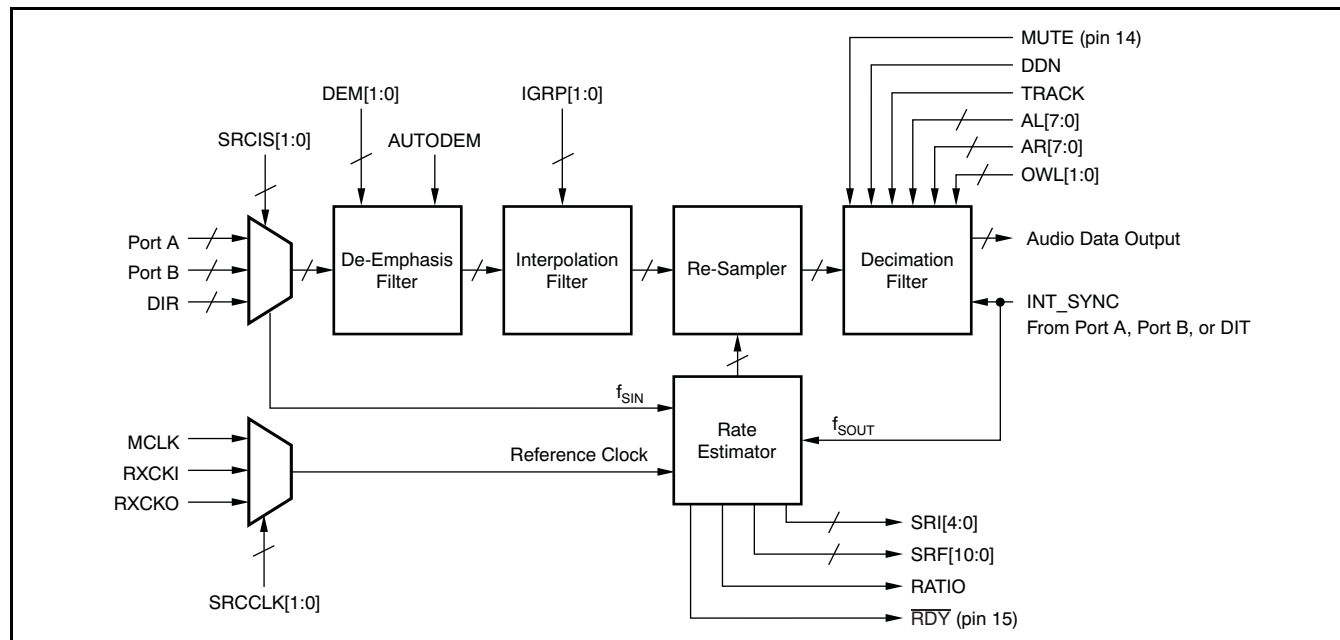 MUTE (pin 14)
DDN
TRACK
AL[7:0]
AR[7:0]
OWL[1:0]
DEM[1:0]
IGRP[1:0]
SRCIS[1:0]
AUTODEM
Port A
Port B
DIR
De-Emphasis
Filter
Interpolation
Filter
Re-Sampler
Decimation
Filter
Audio Data Output
INT_SYNC
From Port A, Port B, or DIT
fSIN
fSOUT
MCLK
RXCKI
RXCKO
Reference Clock
Rate
Estimator
SRCCLK[1:0]
SRI[4:0]
SRF[10:0]
RATIO
R̅D̅Y̅ (pin 15)